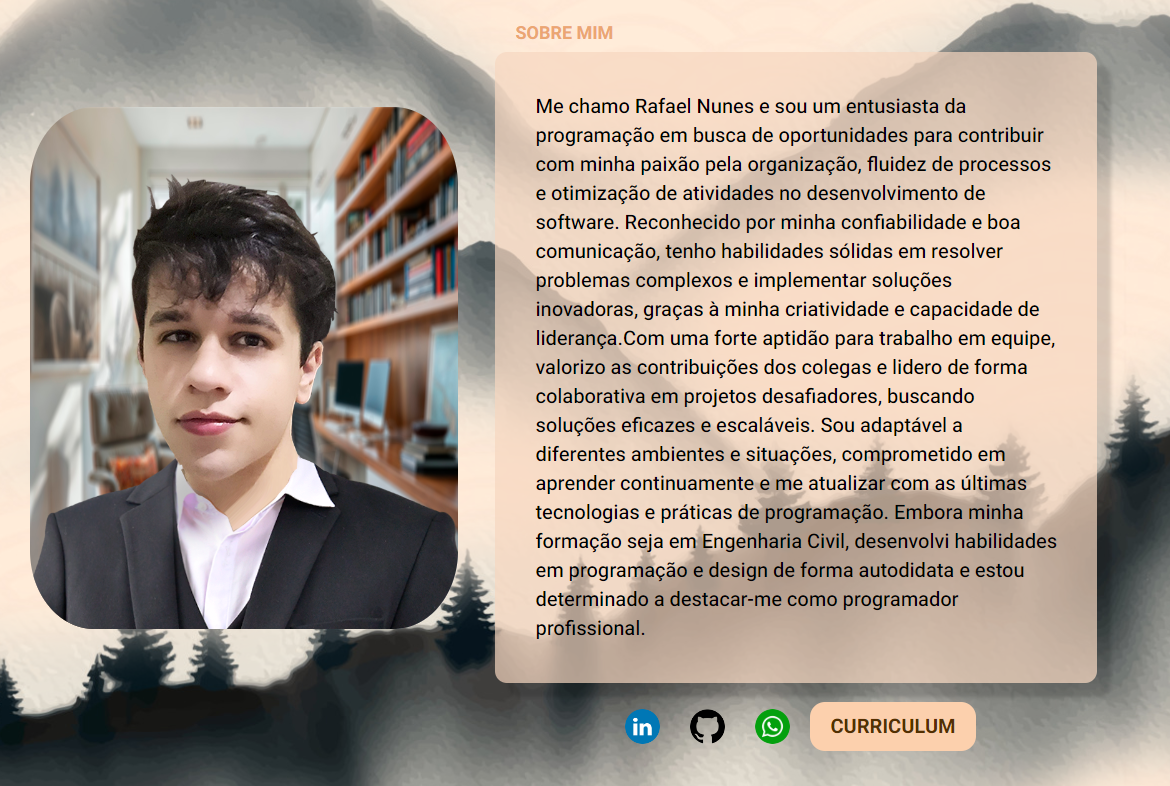 SOBRE MIM
Me chamo Rafael Nunes e sou um entusiasta da
programação em busca de oportunidades para contribuir
com minha paixão pela organização, fluidez de processos
e otimização de atividades no desenvolvimento de
software. Reconhecido por minha confiabilidade e boa
comunicação, tenho habilidades sólidas em resolver
problemas complexos e implementar soluções
inovadoras, graças à minha criatividade e capacidade de
liderança.Com uma forte aptidão para trabalho em equipe,
valorizo as contribuições dos colegas e lidero de forma
colaborativa em projetos desafiadores, buscando
soluções eficazes e escaláveis. Sou adaptável a
diferentes ambientes e situações, comprometido em
aprender continuamente e me atualizar com as últimas
tecnologias e práticas de programação. Embora minha
formação seja em Engenharia Civil, desenvolvi habilidades
em programação e design de forma autodidata e estou
determinado a destacar-me como programador
profissional.
in
CURRICULUM